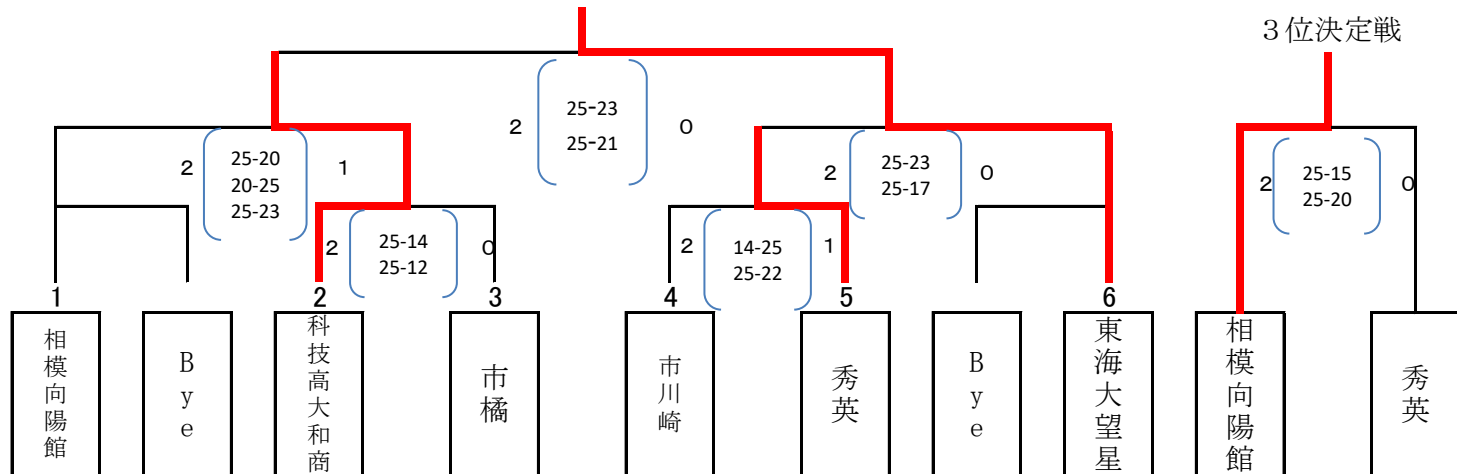 3位決定戦
2
25-23
25-21
0
2
25-20
20-25
25-23
1
2
25-23
25-17
0
2
25-15
25-20
0
2
25-14
25-12
0
2
14-25
25-22
1
1
2
3
4
5
6
相模向陽館
Bye
科技高大和商
市橘
市川崎
秀英
Bye
東海大望星
相模向陽館
秀英